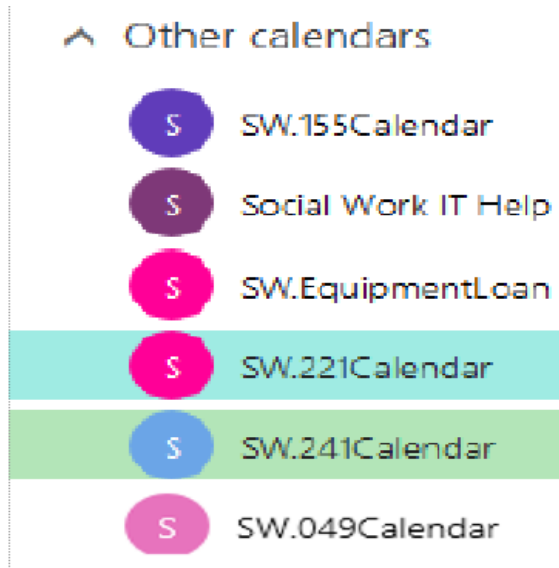 Other calendars
S SW.155Calendar
S Social Work IT Help
S SW.EquipmentLoan
S SW.221Calendar
S SW.241Calendar
S SW.049Calendar